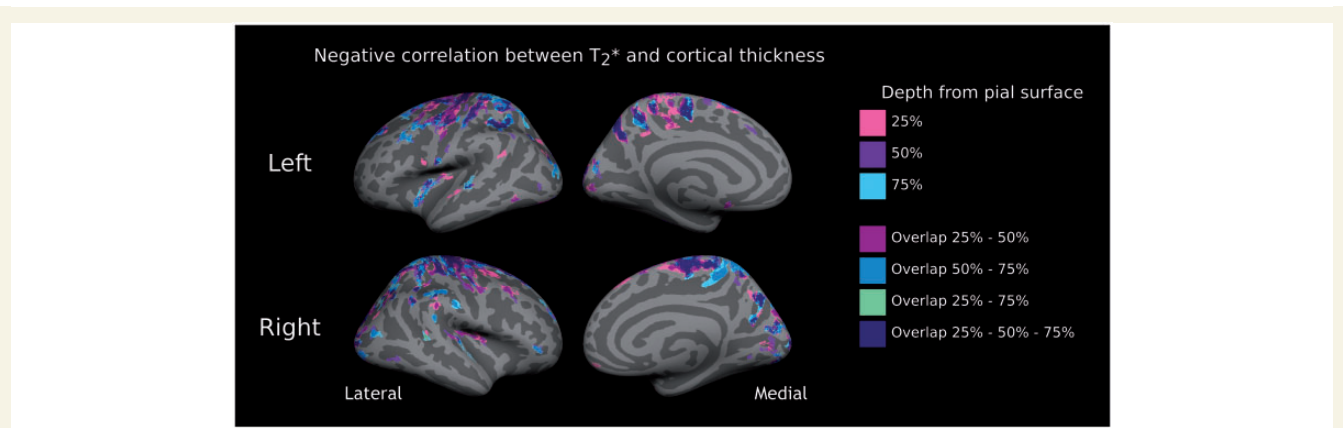 Negative correlation between T2* and cortical thickness
Depth from pial surface
25%
50%
75%
Left
Overlap 25% - 50%
Overlap 50% - 75%
Overlap 25% - 75%
Overlap 25% - 50% - 75%
Right
Lateral
Medial